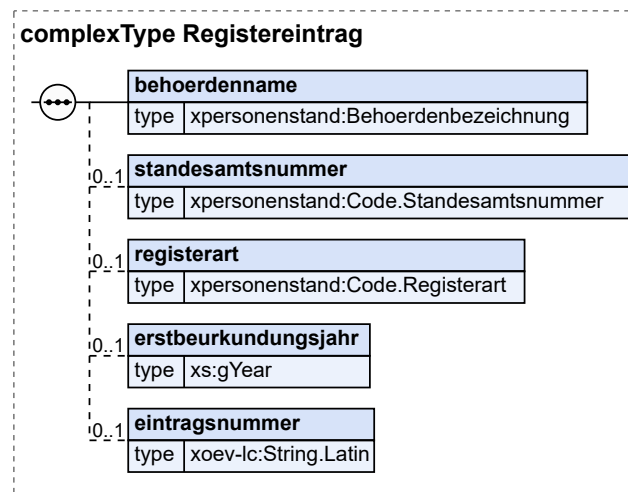 complexType Registereintrag
behoerdenname
type xpersonenstand:Behoerdenbezeichnung
0..1
standesamtsnummer
type xpersonenstand:Code.Standesamtsnummer
0..1
registerart
type xpersonenstand:Code.Registerart
0..1
erstbeurkundungsjahr
type xs:gYear
0..1
eintragsnummer
type xoev-lc:String.Latin